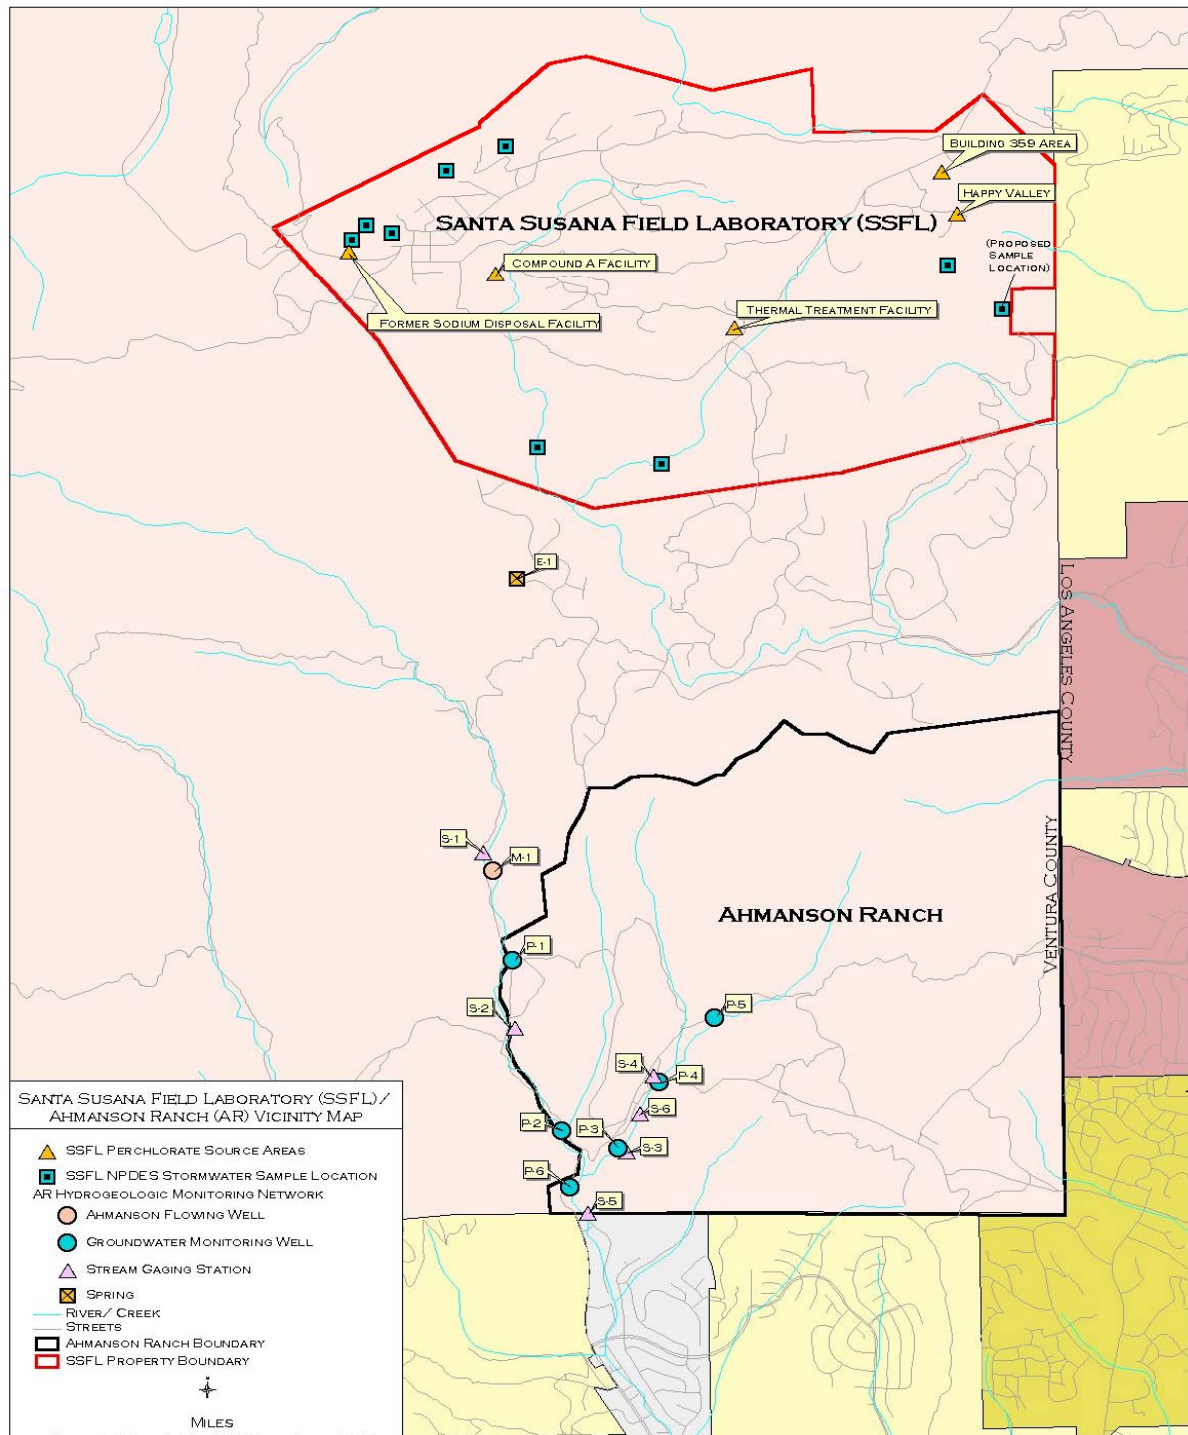 BUILDING 359 AREA
HAPPY VALLEY
SANTA SUSANA FIELD LABORATORY (SSFL)
(PROPOSED
SAMPLE
LOCATION)
COMPOUND A FACILITY
THERMAL TREATMENT FACILITY
FORMER SODIUM DISPOSAL FACILITY
E-1
LOS ANGELES COUNTY
VENTURA COUNTY
S-1
M-1
AHMANSON RANCH
P-1
S-2
P-5
S-4
P-4
S-6
P-2
P-3
S-3
P-6
S-5
SANTA SUSANA FIELD LABORATORY (SSFL)/
AHMANSON RANCH (AR) VICINITY MAP
SSFL PERCHLORATE SOURCE AREAS
SSFL NPDES STORMWATER SAMPLE LOCATION
AR HYDROGEOLOGIC MONITORING NETWORK
AHMANSON FLOWING WELL
GROUNDWATER MONITORING WELL
STREAM GAGING STATION
SPRING
RIVER/ CREEK
STREETS
AHMANSON RANCH BOUNDARY
SSFL PROPERTY BOUNDARY
MILES